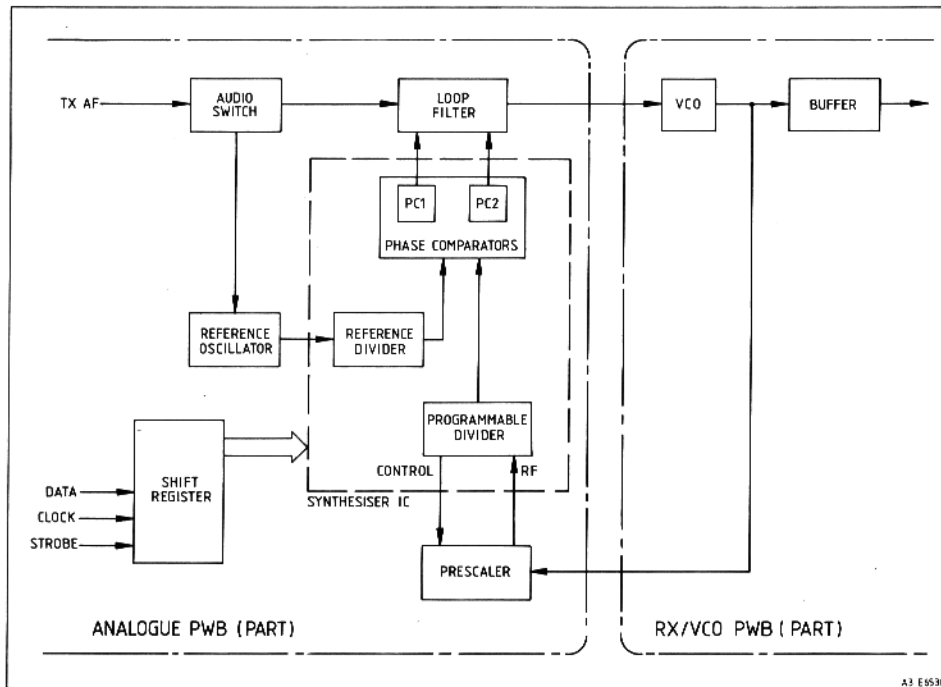 TX AF
AUDIO
SWITCH
LOOP
FILTER
VCO
BUFFER
PC1
PC2
PHASE COMPARATORS
REFERENCE
OSCILLATOR
REFERENCE
DIVIDER
PROGRAMMABLE
DIVIDER
CONTROL
RF
SHIFT
REGISTER
DATA
CLOCK
STROBE
SYNTHESISER IC
PRESCALER
ANALOGUE PWB (PART)
RX/VCO PWB (PART)
A3